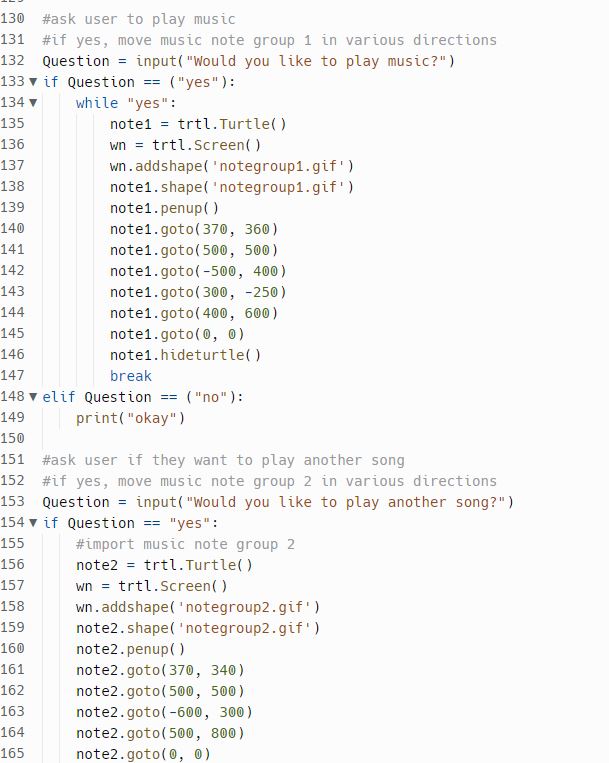 130 #ask user to play music
131 #if yes, move music note group 1 in various directions
132 Question = input("Would you like to play music?")
133 ▼ if Question == ("yes"):
134 ▼     while "yes":
135         note1 = trtl.Turtle()
136         wn = trtl.Screen()
137         wn.addshape('notegroup1.gif')
138         note1.shape('notegroup1.gif')
139         note1.penup()
140         note1.goto(370, 360)
141         note1.goto(500, 500)
142         note1.goto(-500, 400)
143         note1.goto(300, -250)
144         note1.goto(400, 600)
145         note1.goto(0, 0)
146         note1.hideturtle()
147         break
148 ▼ elif Question == ("no"):
149     print("okay")
150
151 #ask user if they want to play another song
152 #if yes, move music note group 2 in various directions
153 Question = input("Would you like to play another song?")
154 ▼ if Question == "yes":
155     #import music note group 2
156     note2 = trtl.Turtle()
157     wn = trtl.Screen()
158     wn.addshape('notegroup2.gif')
159     note2.shape('notegroup2.gif')
160     note2.penup()
161     note2.goto(370, 340)
162     note2.goto(500, 500)
163     note2.goto(-600, 300)
164     note2.goto(500, 800)
165     note2.goto(0, 0)